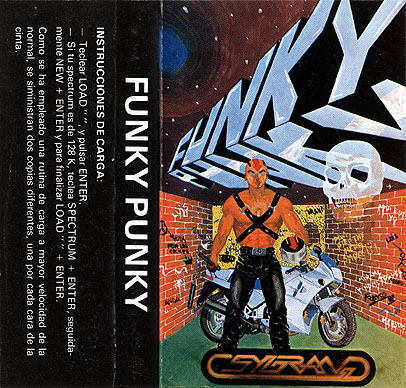 INSTRUCCIONES DE CARGA:
— Teclear LOAD " " y pulsar ENTER.
— Si tu spectrum es de 128 K. teclea SPECTRUM + ENTER, seguida-
mente NEW + ENTER y para finalizar LOAD " " + ENTER.
Como se ha empleado una rutina de carga a mayor velocidad de la
normal, se siministran dos copias diferentes, una por cada cara de la
cinta.
FUNKY PUNKY
FUNKY
PUNKY